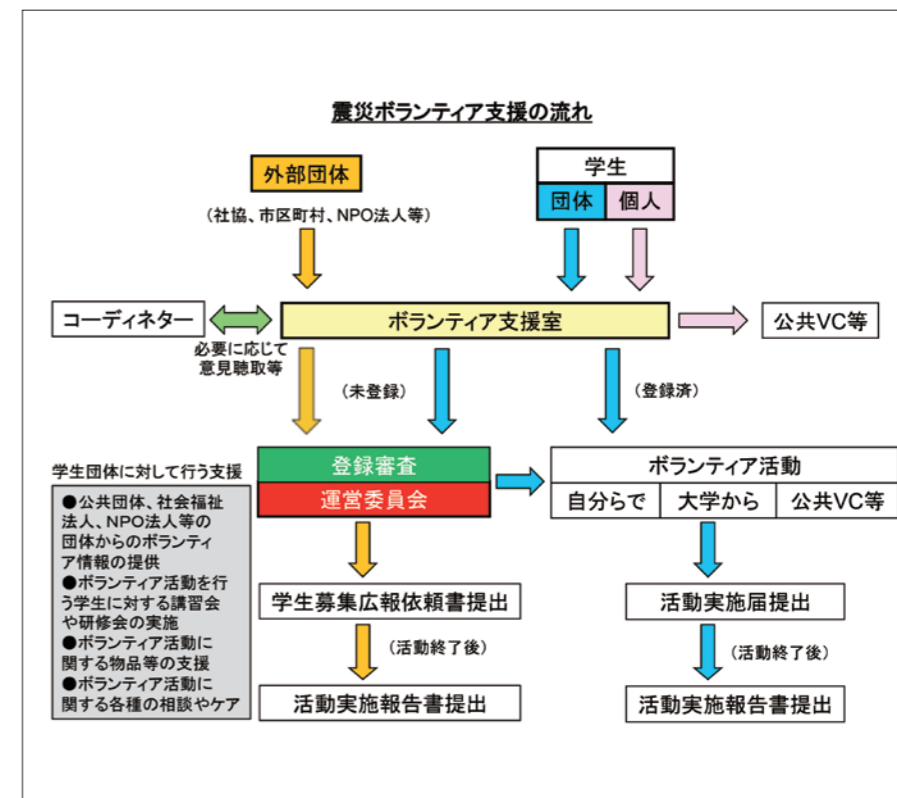 震災ボランティア支援の流れ
外部団体
(社協、市区町村、NPO法人等)
学生
団体
個人
コーディネター
必要に応じて
意見聴取等
ボランティア支援室
公共VC等
(未登録)
(登録済)
登録審査
運営委員会
ボランティア活動
自分らで
大学から
公共VC等
学生団体に対して行う支援
●公共団体、社会福祉
法人、NPO法人等の
団体からのボランティ
ア情報の提供
●ボランティア活動を行
う学生に対する講習会
や研修会の実施
●ボランティア活動に
関する物品等の支援
●ボランティア活動に
関する各種の相談やケア
学生募集広報依頼書提出
(活動終了後)
活動実施報告書提出
活動実施届提出
(活動終了後)
活動実施報告書提出